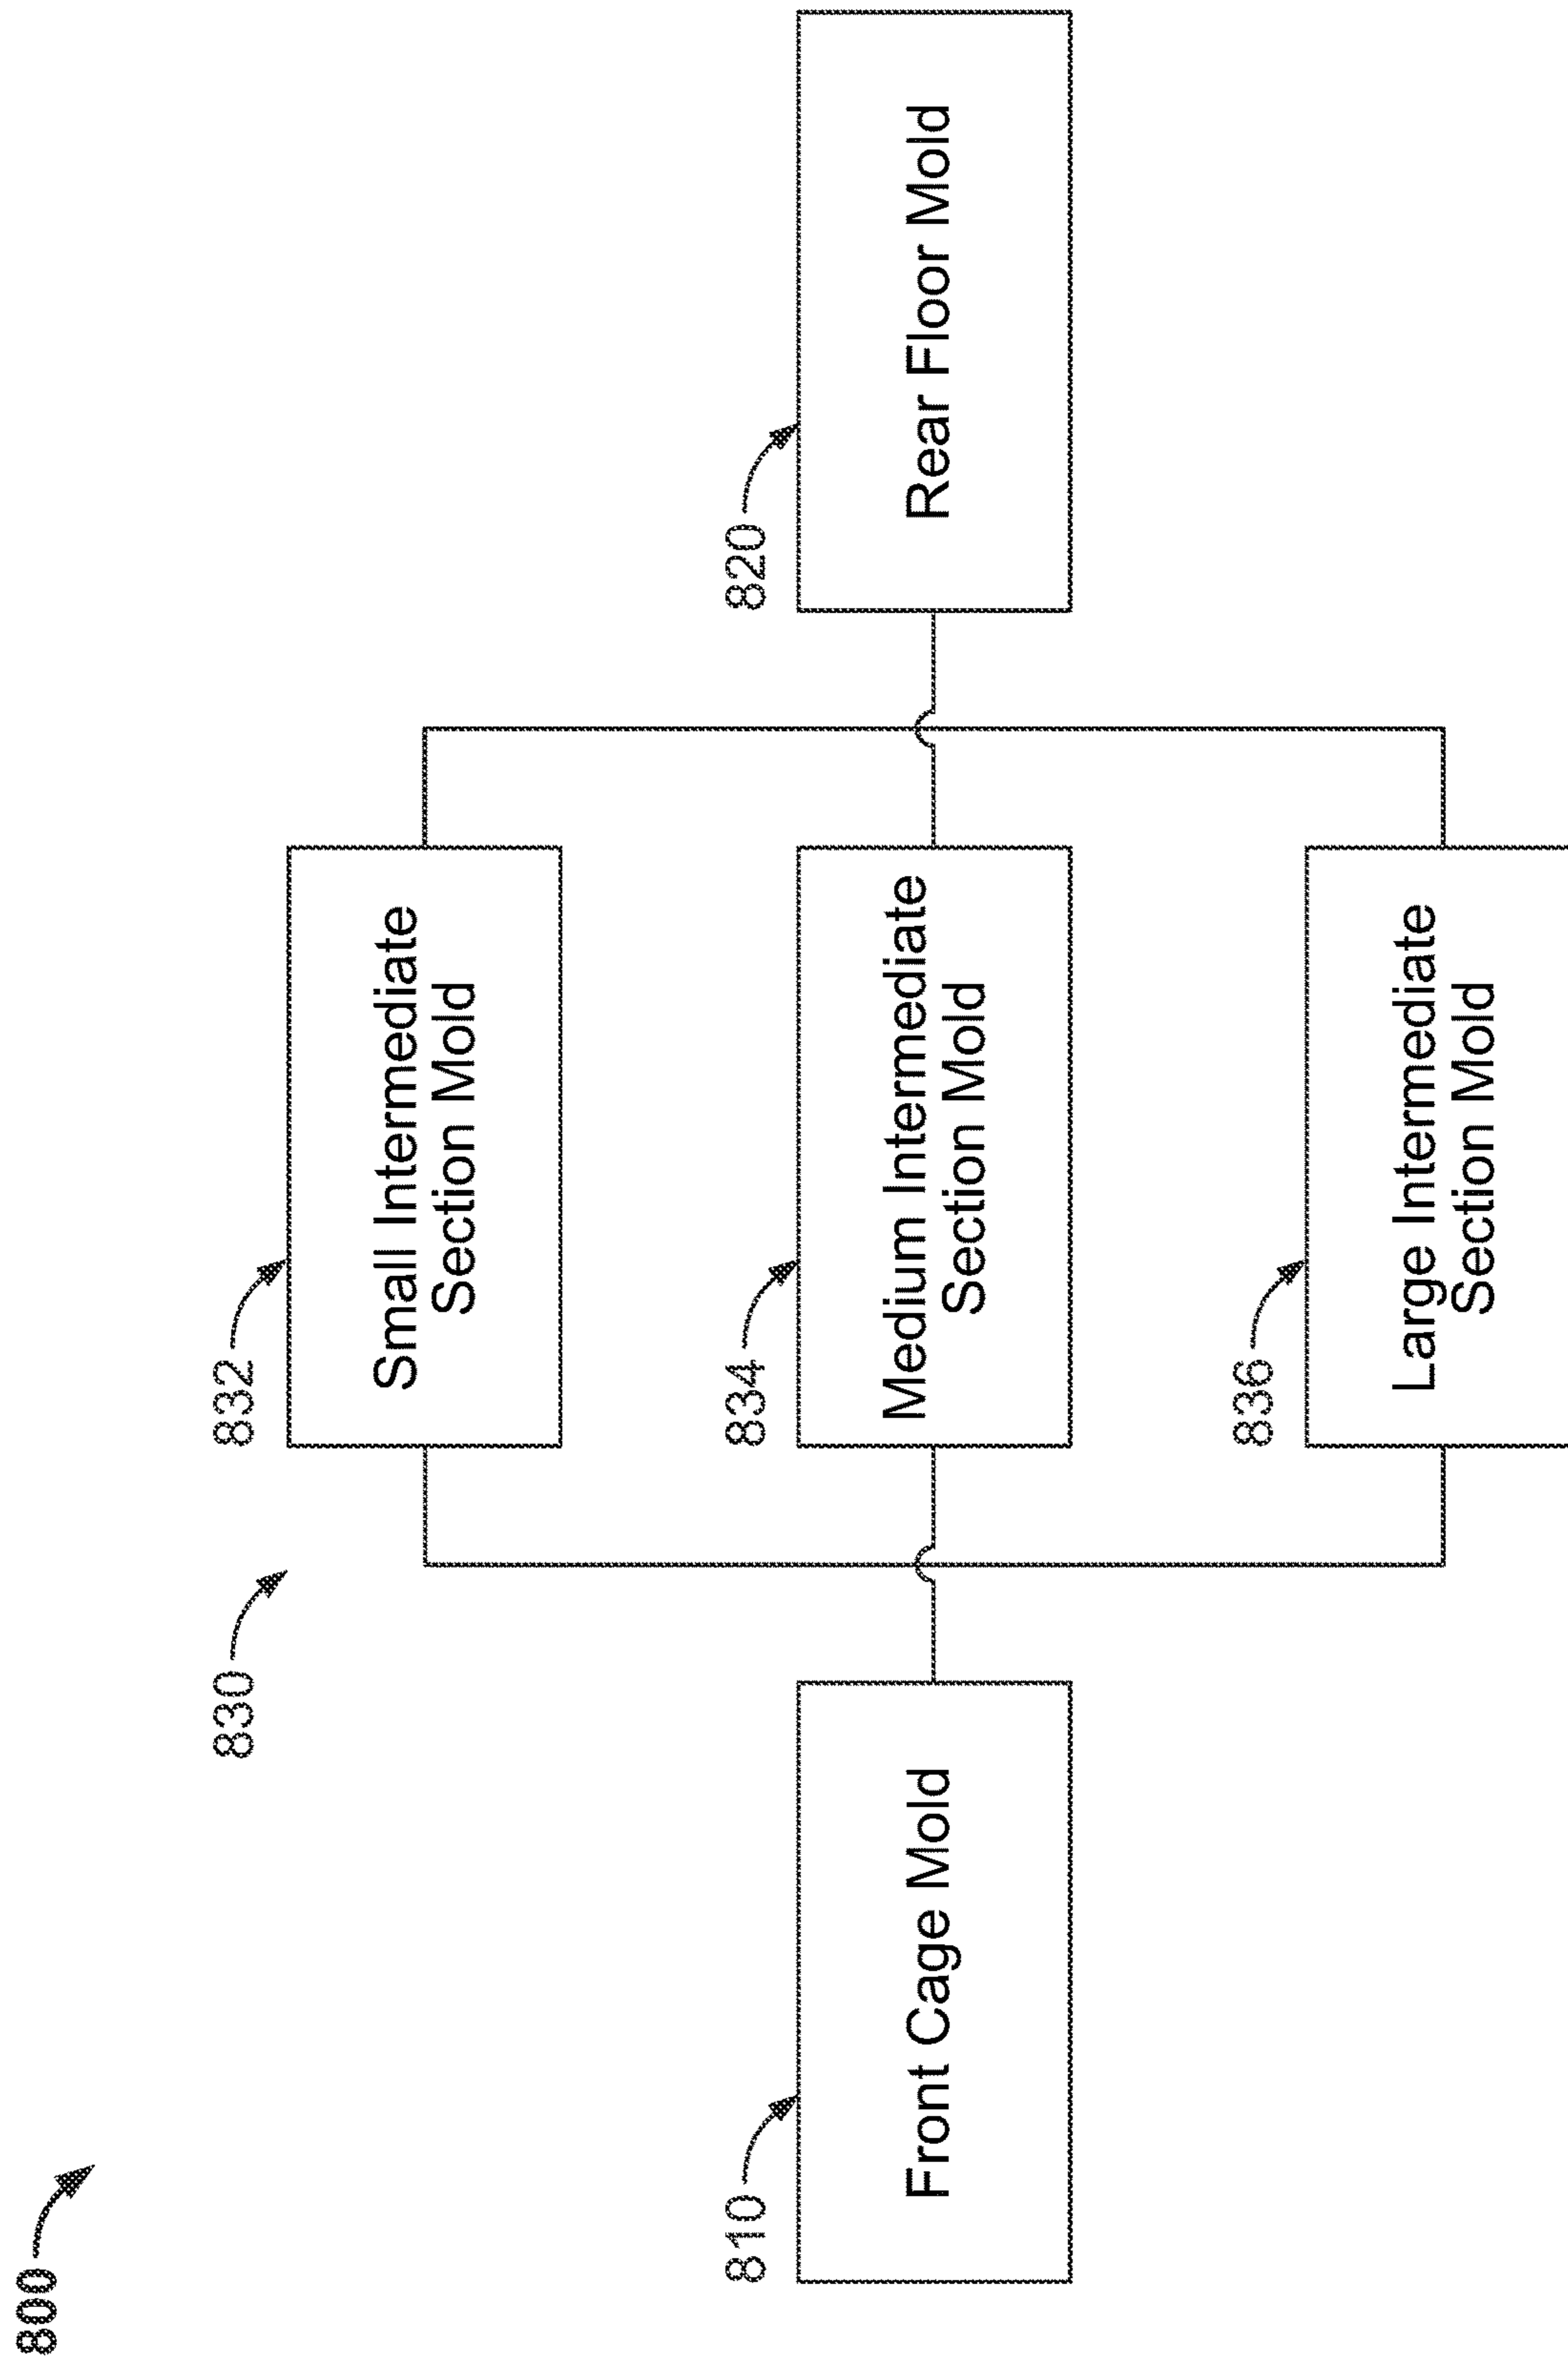 800
830
832
Small Intermediate
Section Mold
810
Front Cage Mold
834
Medium Intermediate
Section Mold
820
Rear Floor Mold
836
Large Intermediate
Section Mold